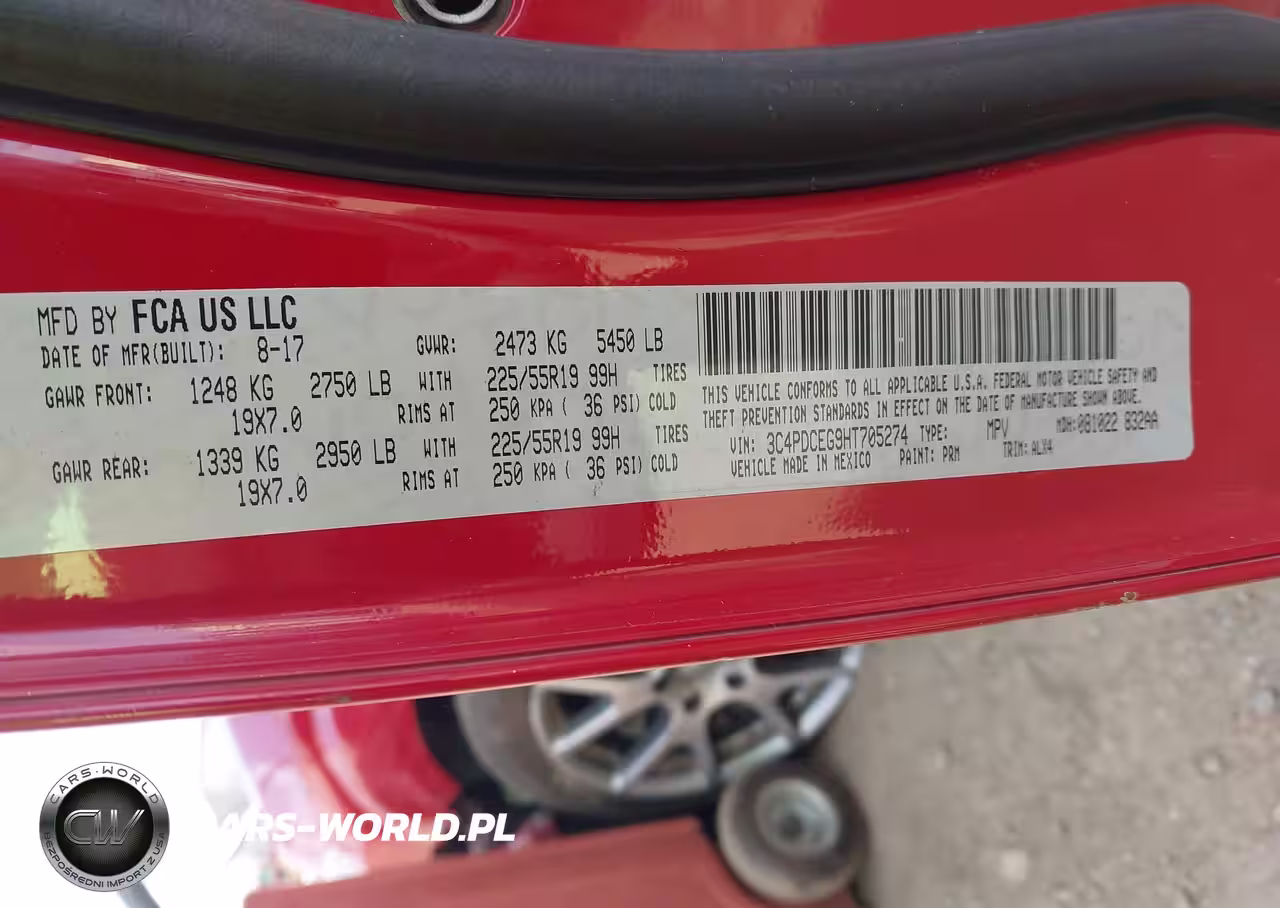 MFD BY FCA US LLC
DATE OF MFR(BUILT): 8-17 GVWR: 2473 KG 5450 LB
GAWR FRONT: 1248 KG 2750 LB WITH 225/55R19 99H TIRES
19X7.0 RIMS AT 250 KPA ( 36 PSI) COLD
GAWR REAR: 1339 KG 2950 LB WITH 225/55R19 99H TIRES
19X7.0 RIMS AT 250 KPA ( 36 PSI) COLD
THIS VEHICLE CONFORMS TO ALL APPLICABLE U.S.A. FEDERAL MOTOR VEHICLE SAFETY AND
THEFT PREVENTION STANDARDS IN EFFECT ON THE DATE OF MANUFACTURE SHOWN ABOVE.
VIN: 3C4PDCEG9HT705274 TYPE: MPV MDH:081022 832AA
VEHICLE MADE IN MEXICO PAINT: PRM TRIM: ALX4
CARS-WORLD
CW
BEZPOŚREDNI IMPORT Z USA
CARS-WORLD.PL